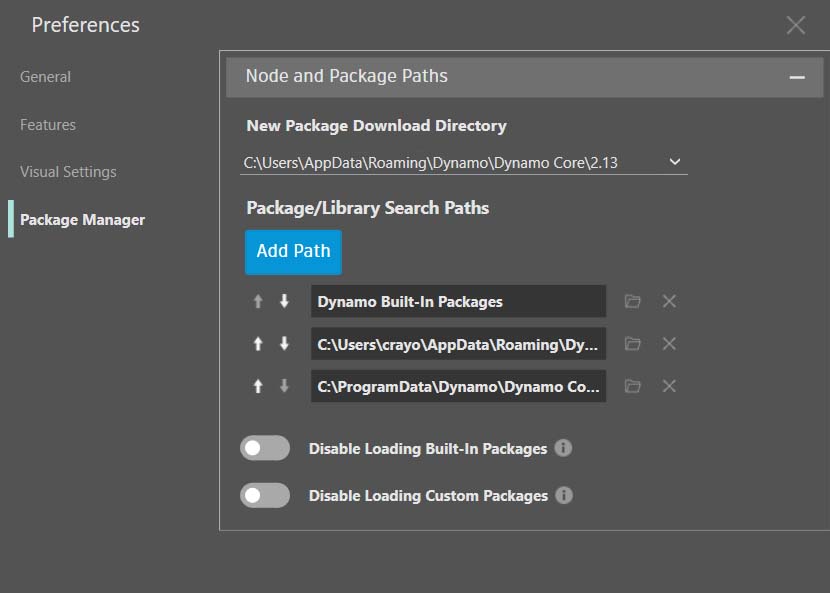 Preferences
General
Features
Visual Settings
Package Manager
Node and Package Paths
New Package Download Directory
C:\Users\AppData\Roaming\Dynamo\Dynamo Core\2.13
Package/Library Search Paths
Add Path
Dynamo Built-In Packages
C:\Users\crayo\AppData\Roaming\Dy...
C:\ProgramData\Dynamo\Dynamo Co...
Disable Loading Built-In Packages
Disable Loading Custom Packages